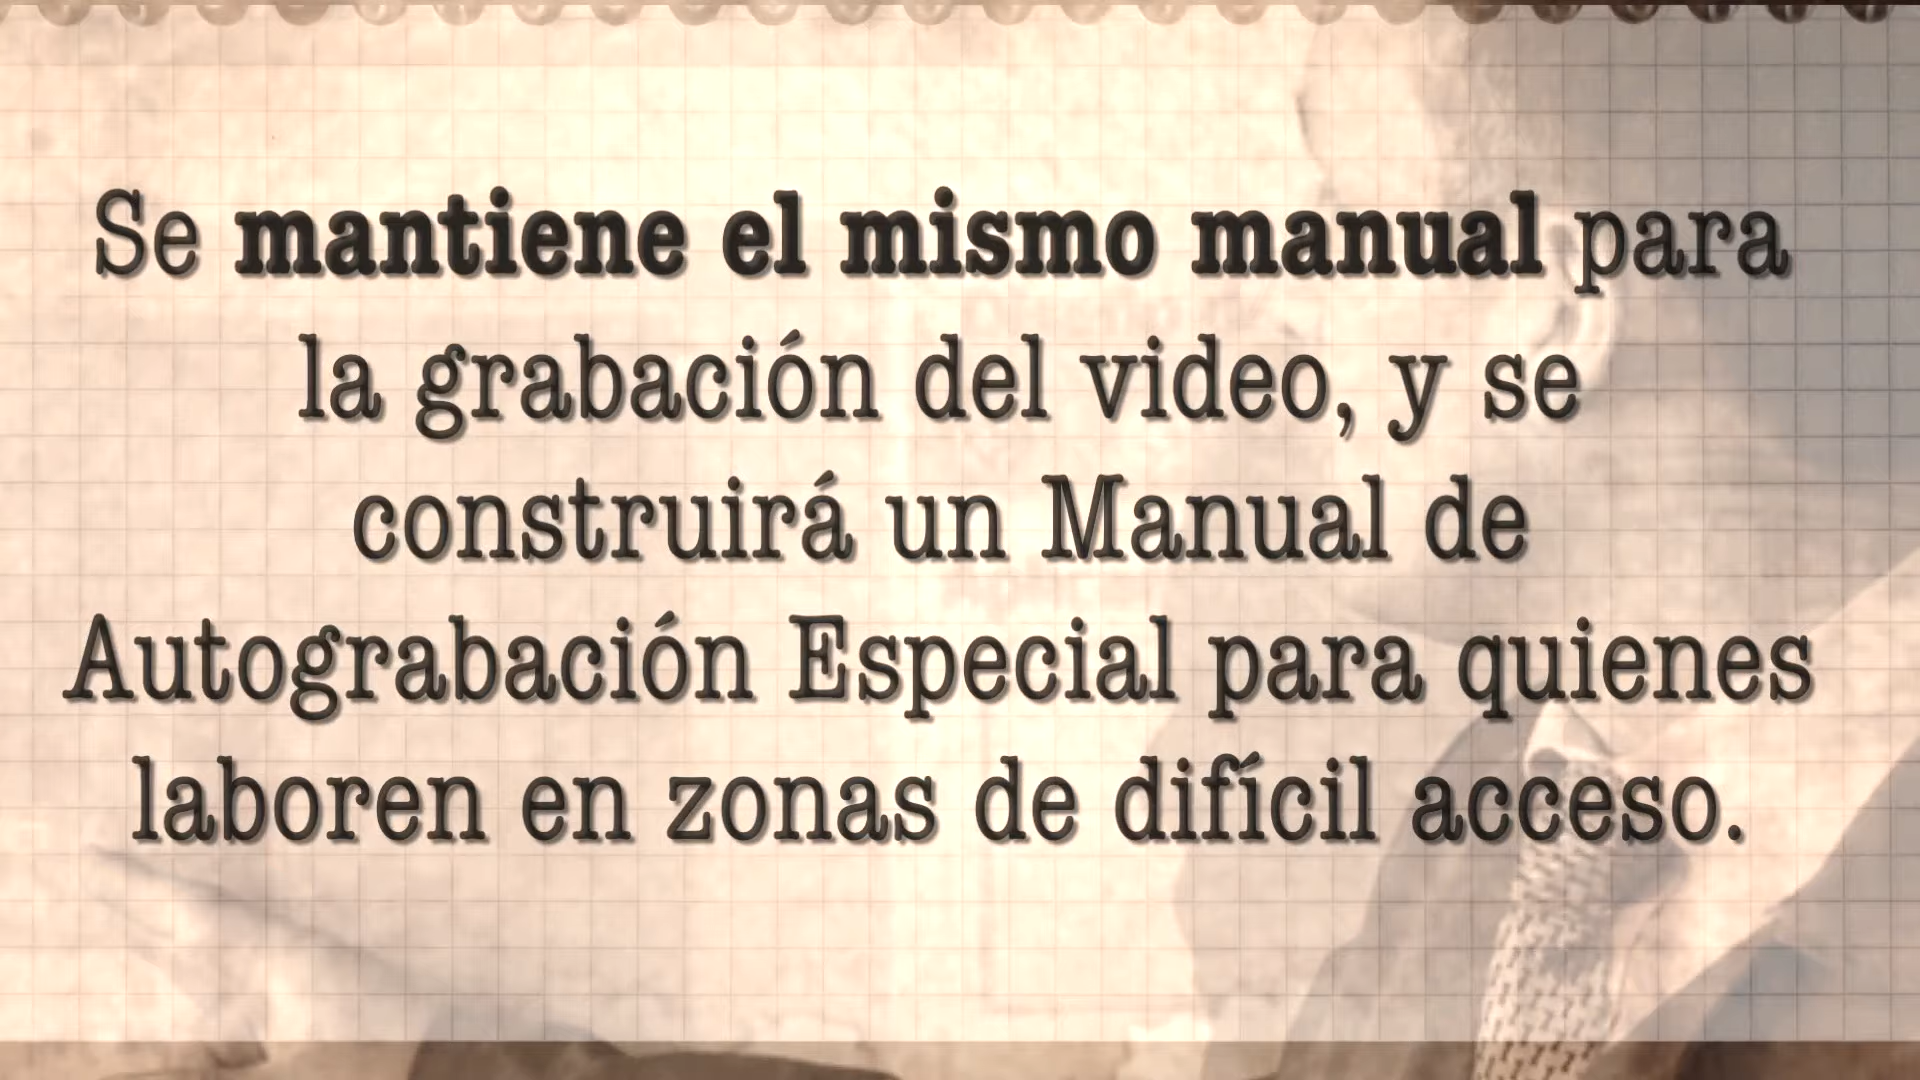 Se mantiene el mismo manual para
la grabación del video, y se
construirá un Manual de
Autograbación Especial para quienes
laboren en zonas de difícil acceso.